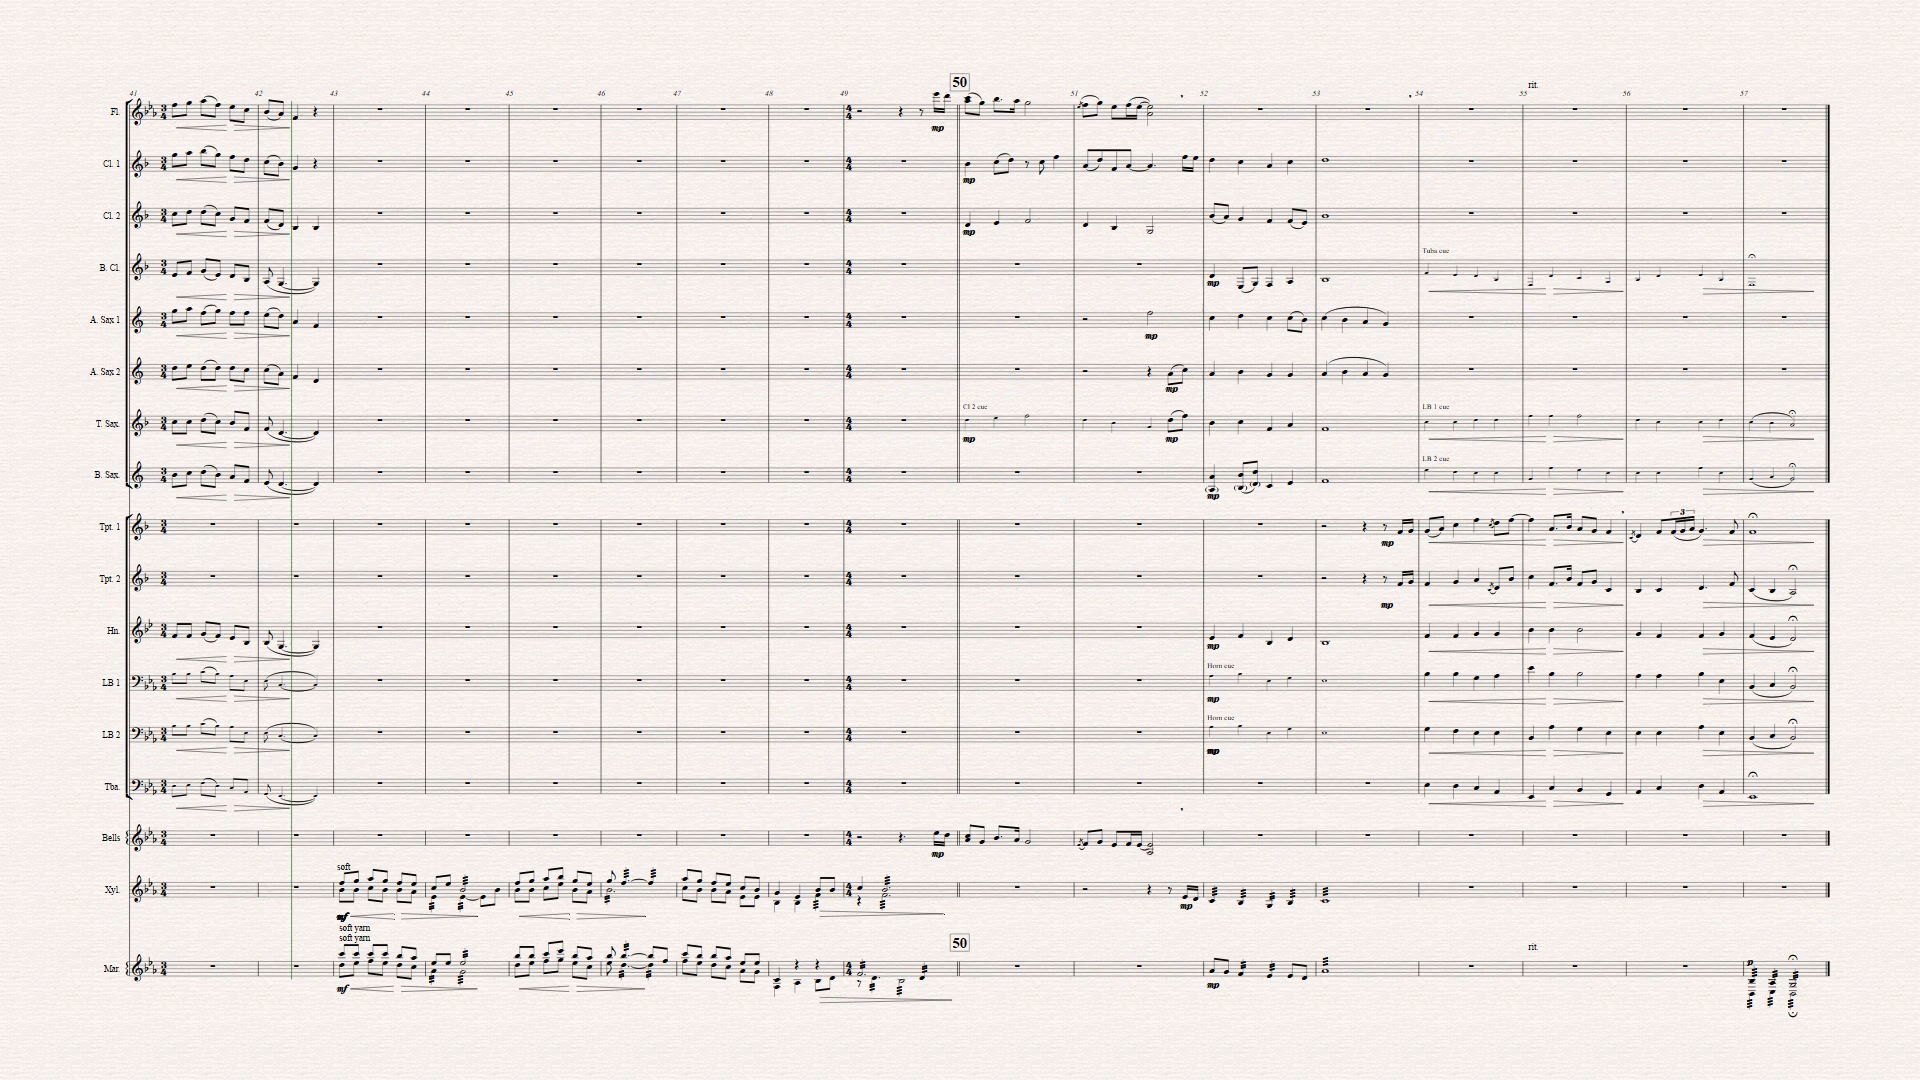 50
rit.
41 42 43 44 45 46 47 48 49 51 52 53 54 55 56 57
Fl.
mp
Cl. 1
mp
Cl. 2
mp
Tuba cue
B. Cl.
mp
A. Sax 1
mp
A. Sax 2
mp
Cl 2 cue
LB 1 cue
T. Sax.
mp mp
LB 2 cue
B. Sax.
mp
3
Tpt. 1
mp
Tpt. 2
mp
Hn.
mp
Horn cue
LB 1
mp
Horn cue
LB 2
mp
Tba.
Bells
mp
soft
Xyl.
mp
mf
soft yarn
soft yarn
50
rit.
Mar.
p
mf mp